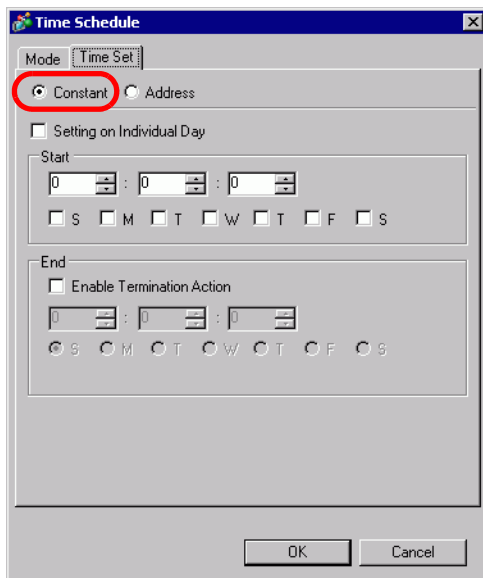 Time Schedule
Mode Time Set
Constant Address
Setting on Individual Day
Start
0 : 0 : 0
S M T W T F S
End
Enable Termination Action
0 : 0 : 0
S M T W T F S
OK Cancel